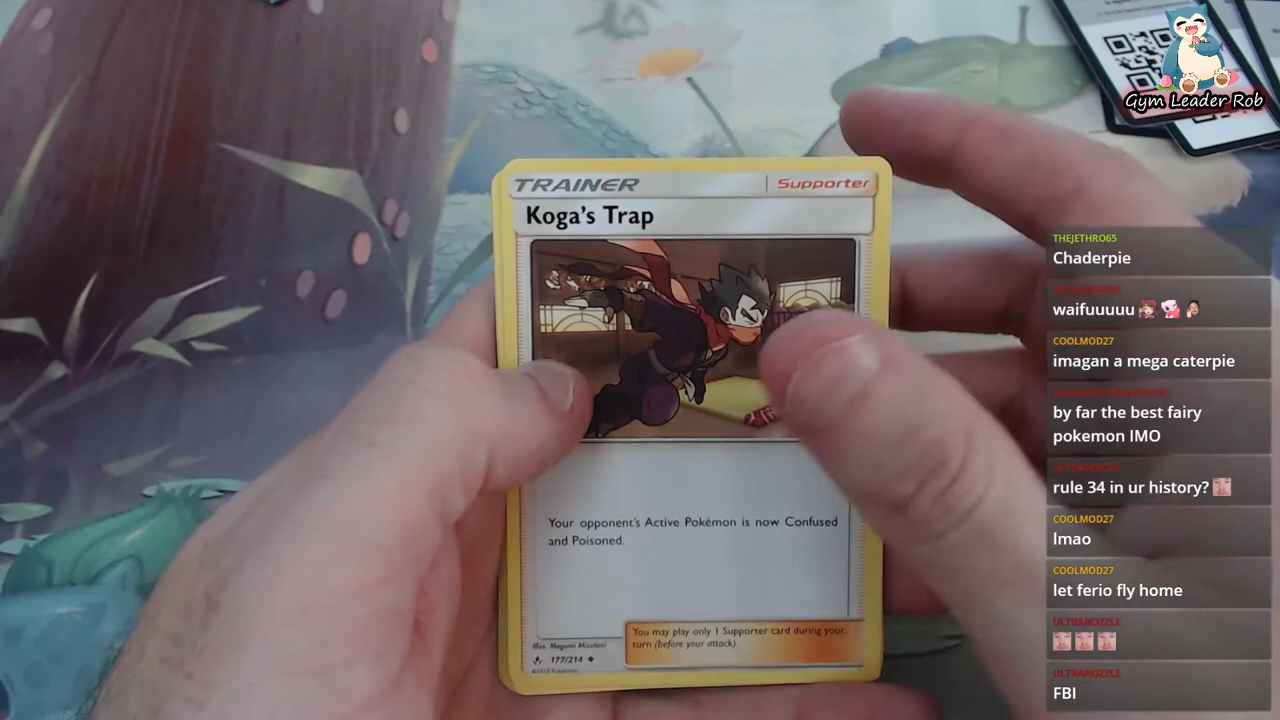 Gym Leader Rob
TRAINER
Supporter
Koga's Trap
Your opponent's Active Pokémon is now Confused
and Poisoned.
You may play only 1 Supporter card during your
turn (before your attack).
Illus. Megumi Mizutani
177/214
©2019 Pokémon
THEJETHRO65
Chaderpie
waifuuuuu
COOLMOD27
imagan a mega caterpie
by far the best fairy
pokemon IMO
ULTRANOZZLE
rule 34 in ur history?
COOLMOD27
lmao
COOLMOD27
let ferio fly home
ULTRANOZZLE
ULTRANOZZLE
FBI